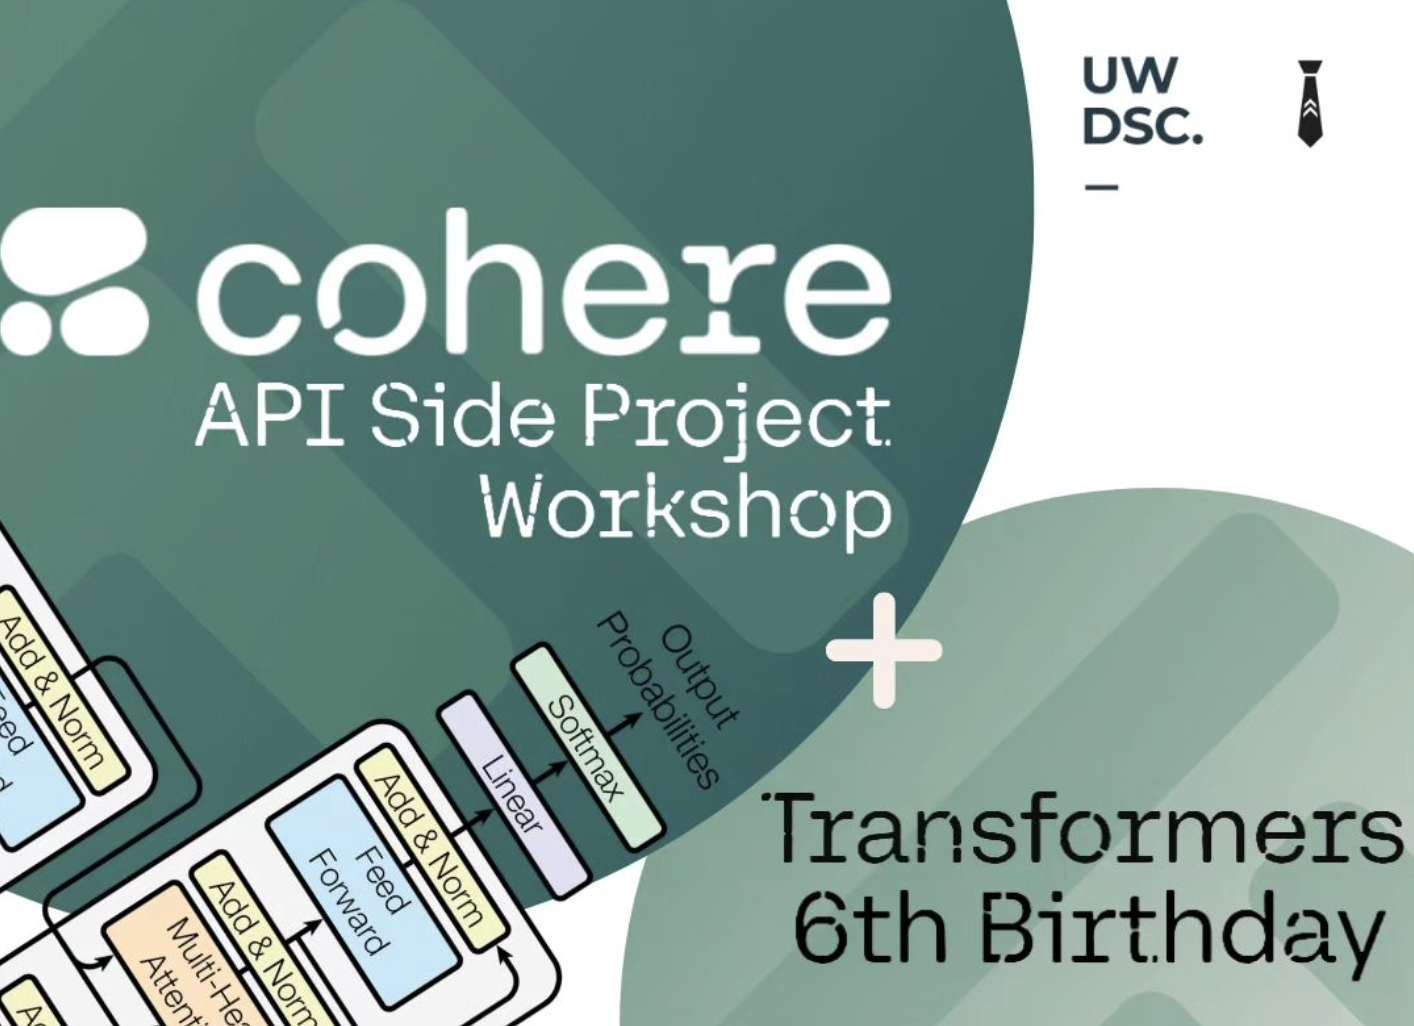 UW
DSC.
cohere
API Side Project
Workshop
Transformers
6th Birthday
Output
Probabilities
Softmax
Linear
Add & Norm
Feed
Forward
Add & Norm
Add & Norm